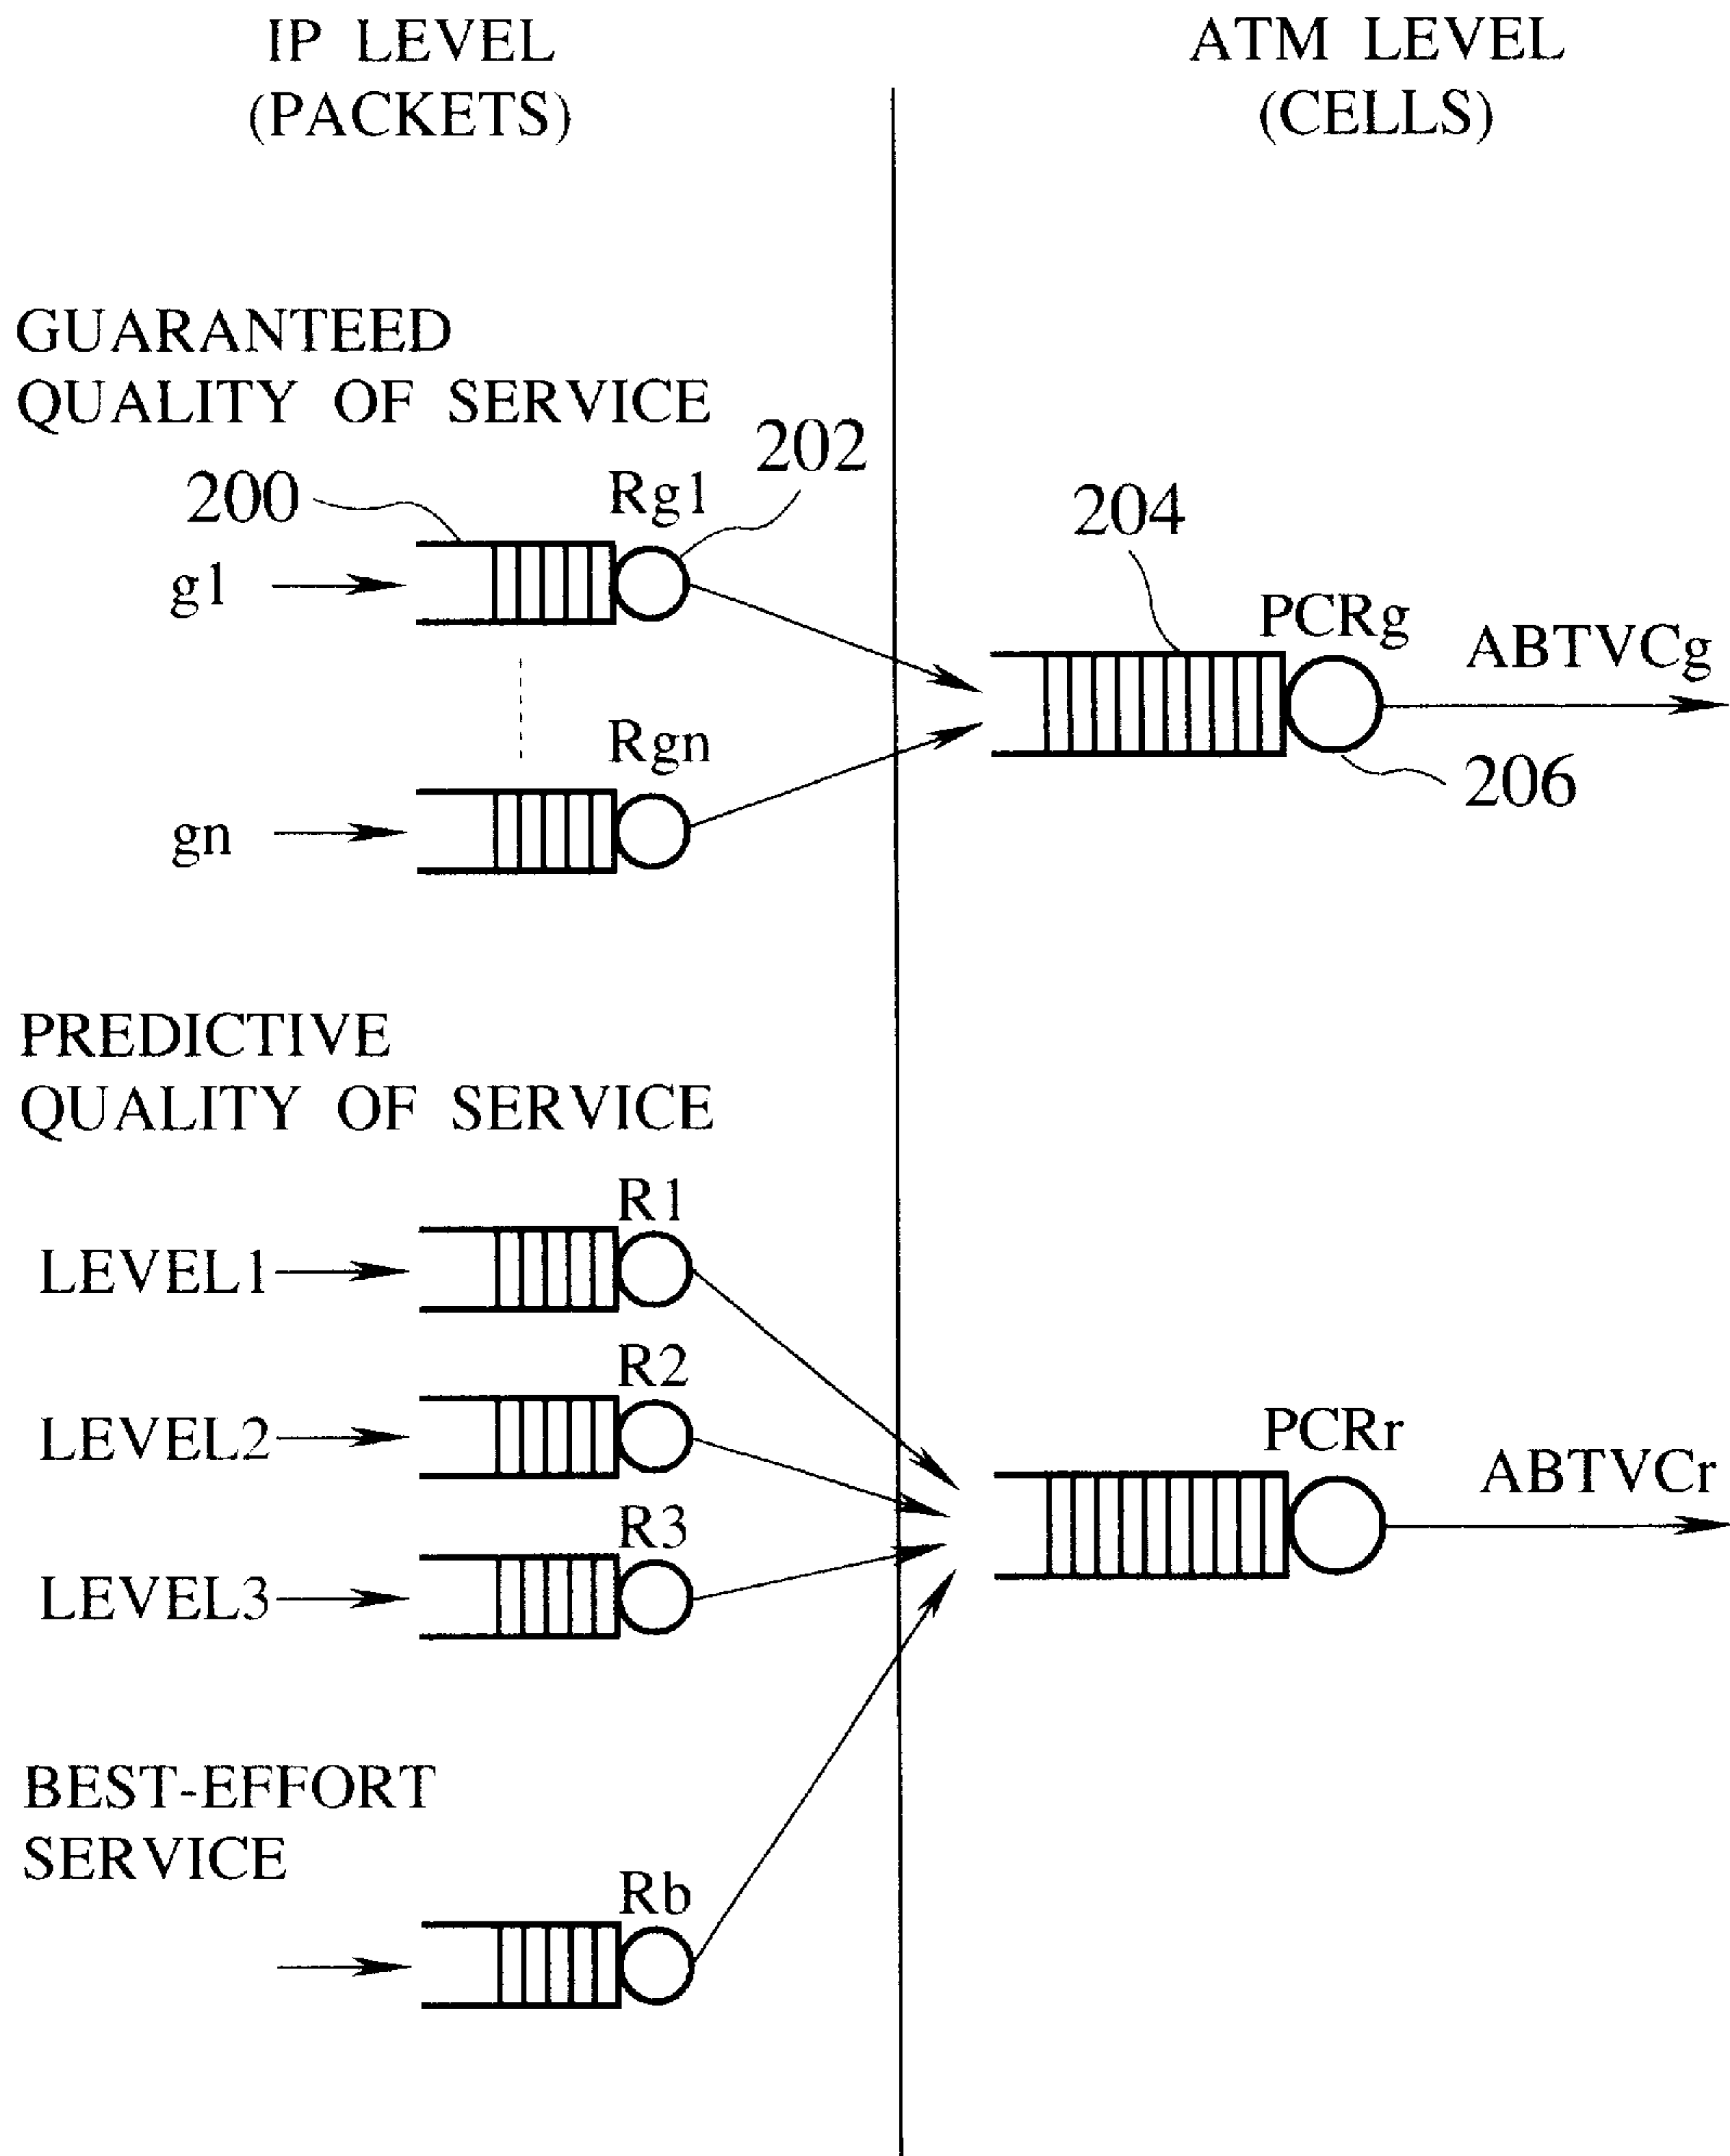 IP LEVEL
(PACKETS)
ATM LEVEL
(CELLS)
GUARANTEED
QUALITY OF SERVICE
200
Rg1
202
g1
204
PCRg
ABTVCg
Rgn
206
gn
PREDICTIVE
QUALITY OF SERVICE
R1
LEVEL1
R2
LEVEL2
PCRr
ABTVCr
R3
LEVEL3
BEST-EFFORT
SERVICE
Rb